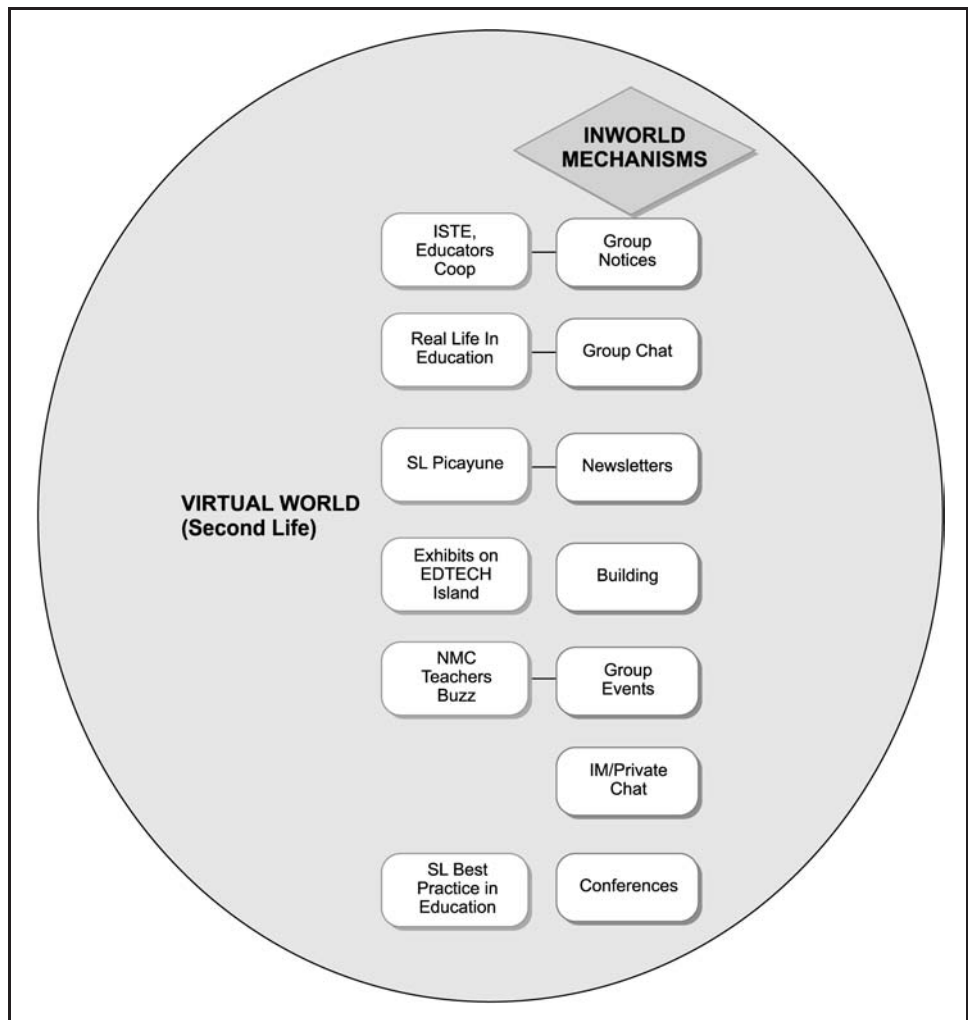 INWORLD
MECHANISMS
ISTE,
Educators
Coop
Group
Notices
Real Life In
Education
Group Chat
SL Picayune
Newsletters
VIRTUAL WORLD
(Second Life)
Exhibits on
EDTECH
Island
Building
NMC
Teachers
Buzz
Group
Events
IM/Private
Chat
SL Best
Practice in
Education
Conferences